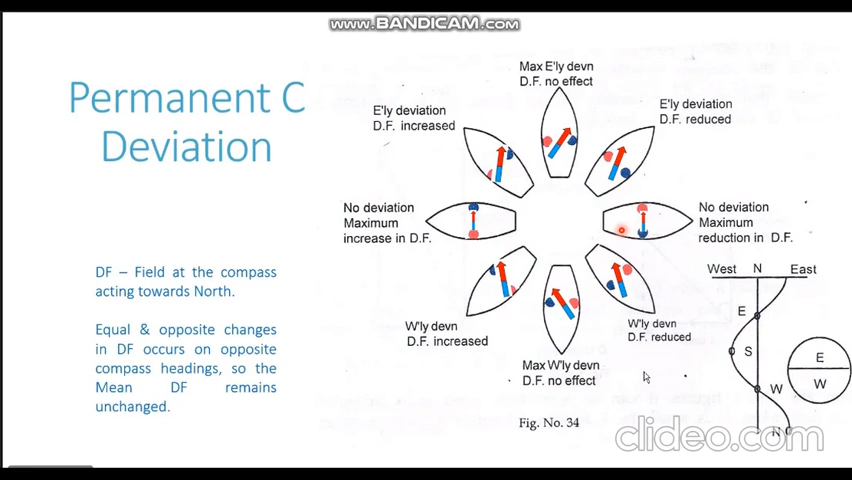 www.BANDICAM.com
Permanent C
Deviation
DF – Field at the compass
acting towards North.
Equal & opposite changes
in DF occurs on opposite
compass headings, so the
Mean DF remains
unchanged.
Max E'ly devn
D.F. no effect
E'ly deviation
D.F. increased
E'ly deviation
D.F. reduced
No deviation
Maximum
increase in D.F.
No deviation
Maximum
reduction in D.F.
W'ly devn
D.F. increased
W'ly devn
D.F. reduced
Max W'ly devn
D.F. no effect
West N East
E
S
W
N
E
W
Fig. No. 34
clideo.com